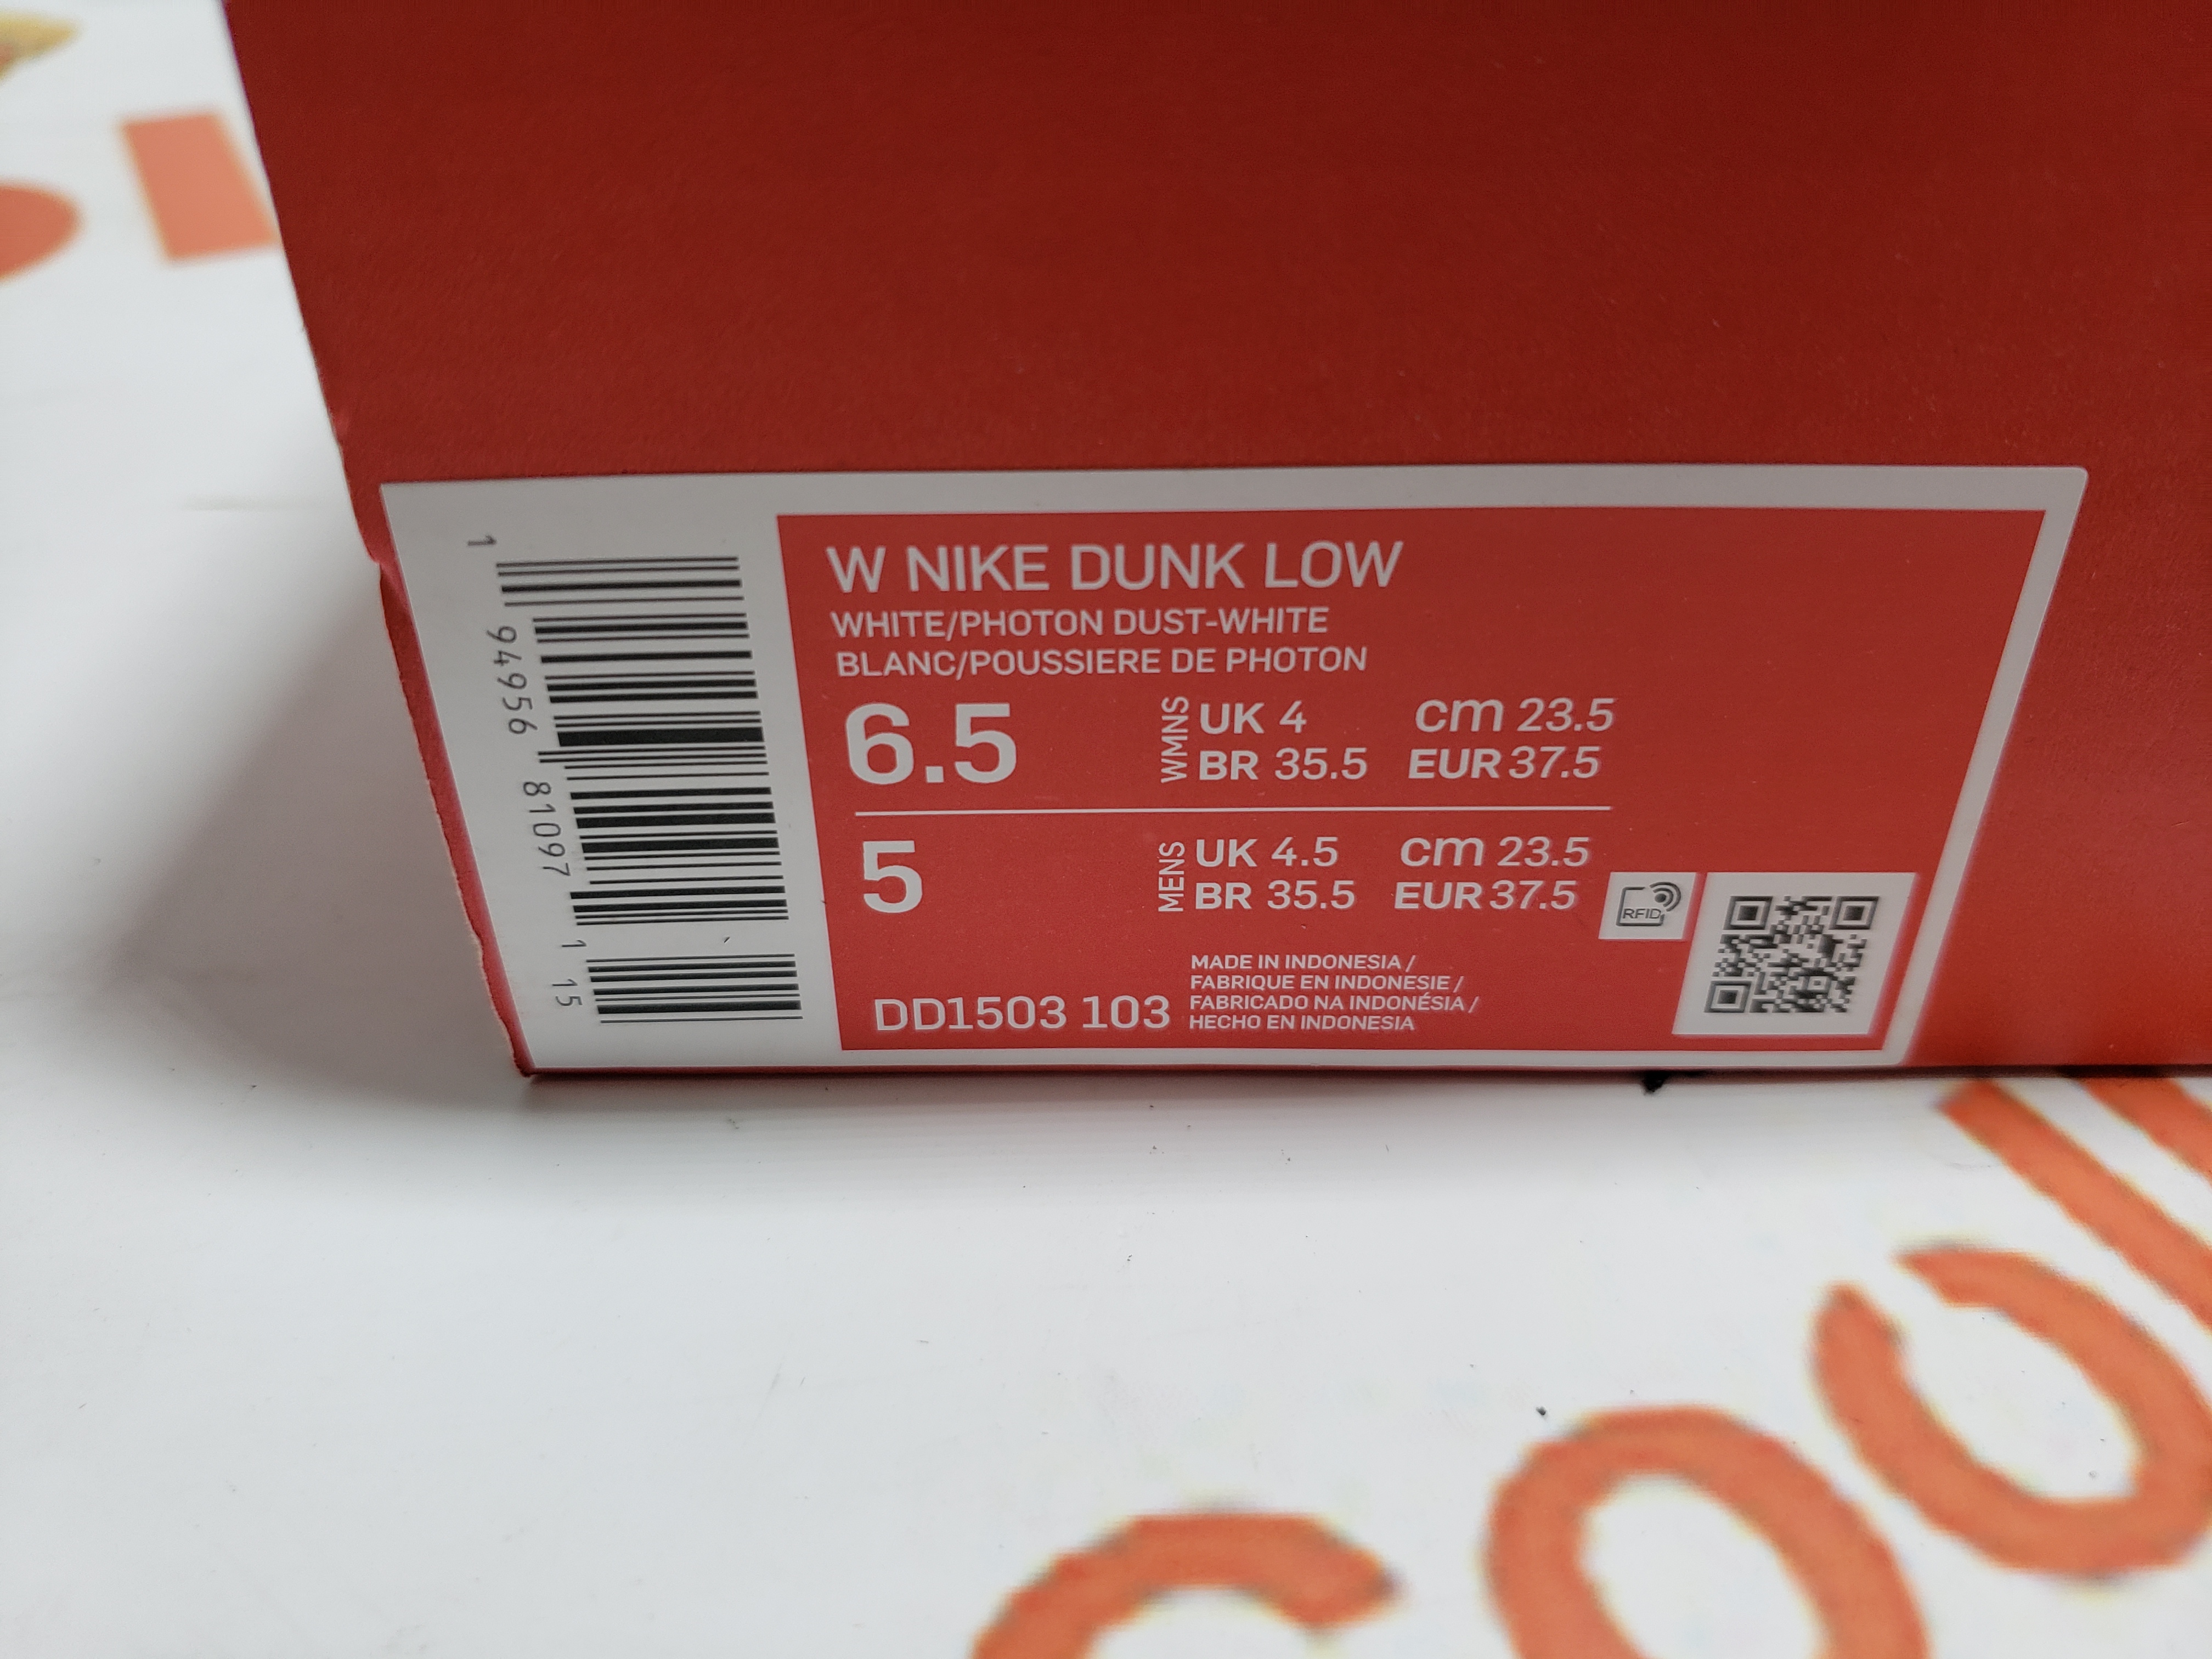 W NIKE DUNK LOW
WHITE/PHOTON DUST-WHITE
BLANC/POUSSIERE DE PHOTON
6.5 WMNS UK 4 cm 23.5
BR 35.5 EUR 37.5
5 MENS UK 4.5 cm 23.5
BR 35.5 EUR 37.5
RFID
DD1503 103
MADE IN INDONESIA /
FABRIQUE EN INDONESIE /
FABRICADO NA INDONÉSIA /
HECHO EN INDONESIA
1 94956 81097 1 15